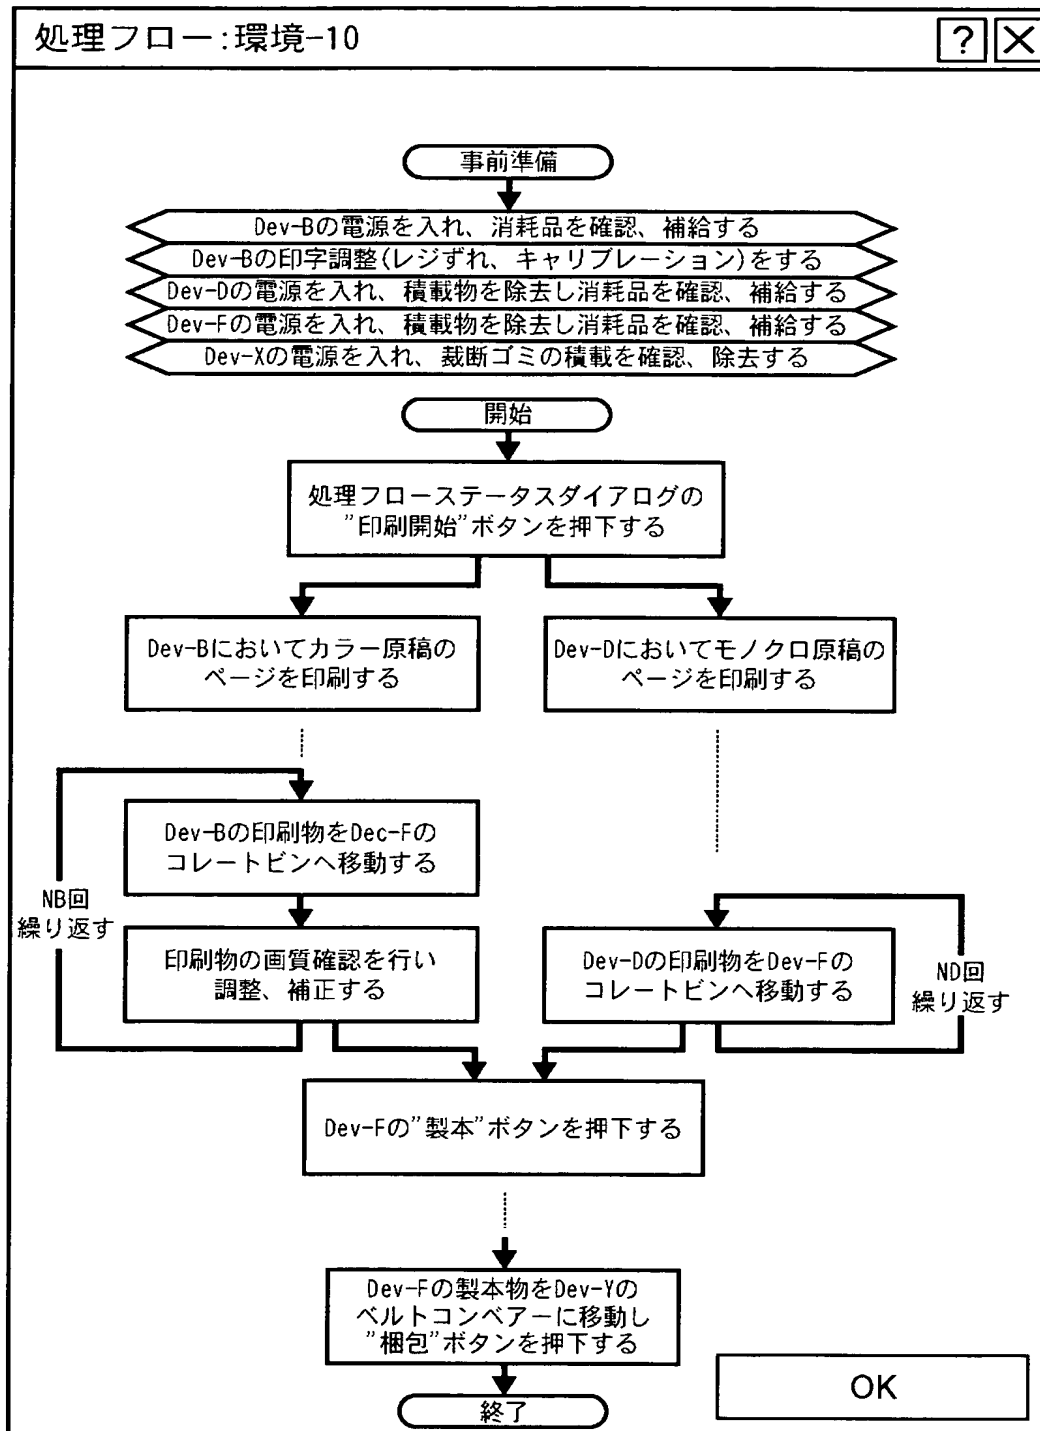 処理フロー:環境-10
?
×
事前準備
Dev-Bの電源を入れ、消耗品を確認、補給する
Dev-Bの印字調整(レジずれ、キャリブレーション)をする
Dev-Dの電源を入れ、積載物を除去し消耗品を確認、補給する
Dev-Fの電源を入れ、積載物を除去し消耗品を確認、補給する
Dev-Xの電源を入れ、裁断ゴミの積載を確認、除去する
開始
処理フローステータスダイアログの
”印刷開始”ボタンを押下する
Dev-Bにおいてカラー原稿の
ページを印刷する
Dev-Dにおいてモノクロ原稿の
ページを印刷する
Dev-Bの印刷物をDec-Fの
コレートビンへ移動する
NB回
繰り返す
印刷物の画質確認を行い
調整、補正する
Dev-Dの印刷物をDev-Fの
コレートビンへ移動する
ND回
繰り返す
Dev-Fの”製本”ボタンを押下する
Dev-Fの製本物をDev-Yの
ベルトコンベアーに移動し
”梱包”ボタンを押下する
終了
OK